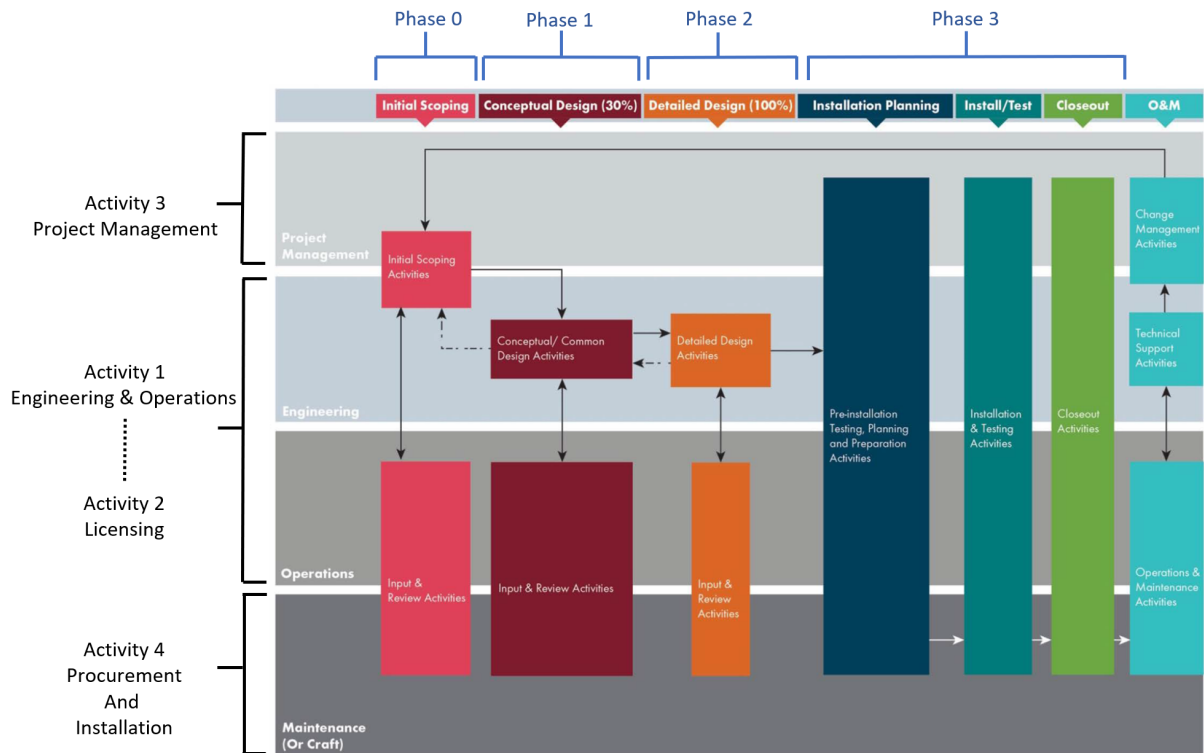 Phase 0
Phase 1
Phase 2
Phase 3
Initial Scoping
Conceptual Design (30%)
Detailed Design (100%)
Installation Planning
Install/Test
Closeout
O&M
Activity 3
Project Management
Project
Management
Initial Scoping
Activities
Change
Management
Activities
Conceptual/ Common
Design Activities
Detailed Design
Activities
Technical
Support
Activities
Activity 1
Engineering & Operations
Engineering
Pre-installation
Testing, Planning
and Preparation
Activities
Installation
& Testing
Activities
Closeout
Activities
Activity 2
Licensing
Operations
Input &
Review Activities
Input & Review Activities
Input &
Review
Activities
Operations &
Maintenance
Activities
Activity 4
Procurement
And
Installation
Maintenance
(Or Craft)